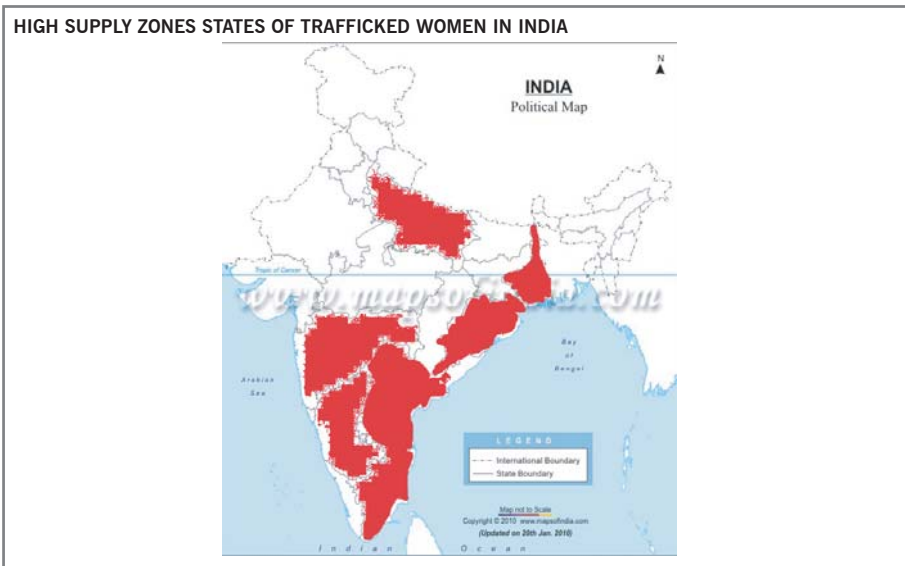 HIGH SUPPLY ZONES STATES OF TRAFFICKED WOMEN IN INDIA
N
INDIA
Political Map
Tropic of Cancer
www.mapsofindia.com
Bay
of
Bengal
Arabian
Sea
LEGEND
International Boundary
State Boundary
Map not to Scale
Copyright © 2010 www.mapsofindia.com
(Updated on 20th Jan. 2010)
Indian Ocean